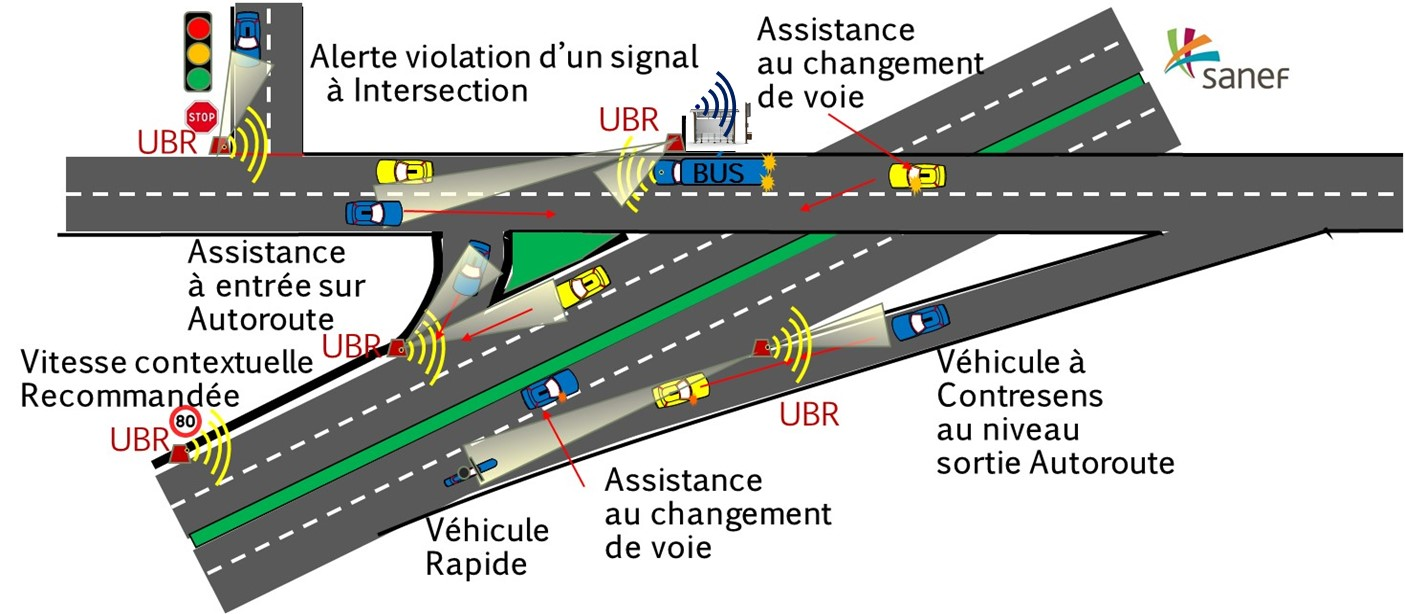 Alerte violation d'un signal
à Intersection
Assistance
au changement
de voie
sanef
STOP
UBR
UBR
BUS
Assistance
à entrée sur
Autoroute
UBR
Vitesse contextuelle
Recommandée
80
UBR
UBR
Véhicule à
Contresens
au niveau
sortie Autoroute
Assistance
au changement
de voie
Véhicule
Rapide